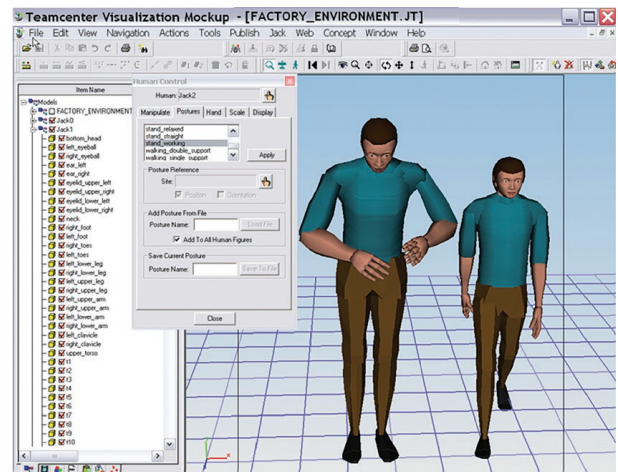 Teamcenter Visualization Mockup - [FACTORY_ENVIRONMENT.JT]
File Edit View Navigation Actions Tools Publish Jack Web Concept Window Help
Item Name
Models
FACTORY_ENVIRONMENT
Jack0
Jack1
bottom_head
left_eyeball
right_eyeball
ear_left
ear_right
eyelid_upper_left
eyelid_upper_right
eyelid_lower_left
eyelid_lower_right
neck
right_foot
left_foot
right_toes
left_toes
left_lower_leg
right_lower_leg
left_upper_leg
right_upper_leg
left_upper_arm
right_upper_arm
left_lower_arm
right_lower_arm
left_clavicle
right_clavicle
upper_torso
t1
t2
t3
t4
t5
t6
t7
t8
t9
t10
Human Control
Human: Jack2
Manipulate Postures Hand Scale Display
stand_relaxed
stand_straight
stand_working
walking_double_support
walking_single_support
Apply
Posture Reference
Site:
Position Orientation
Add Posture From File
Posture Name: Load File
Add To All Human Figures
Save Current Posture
Posture Name: Save To File
Close
x